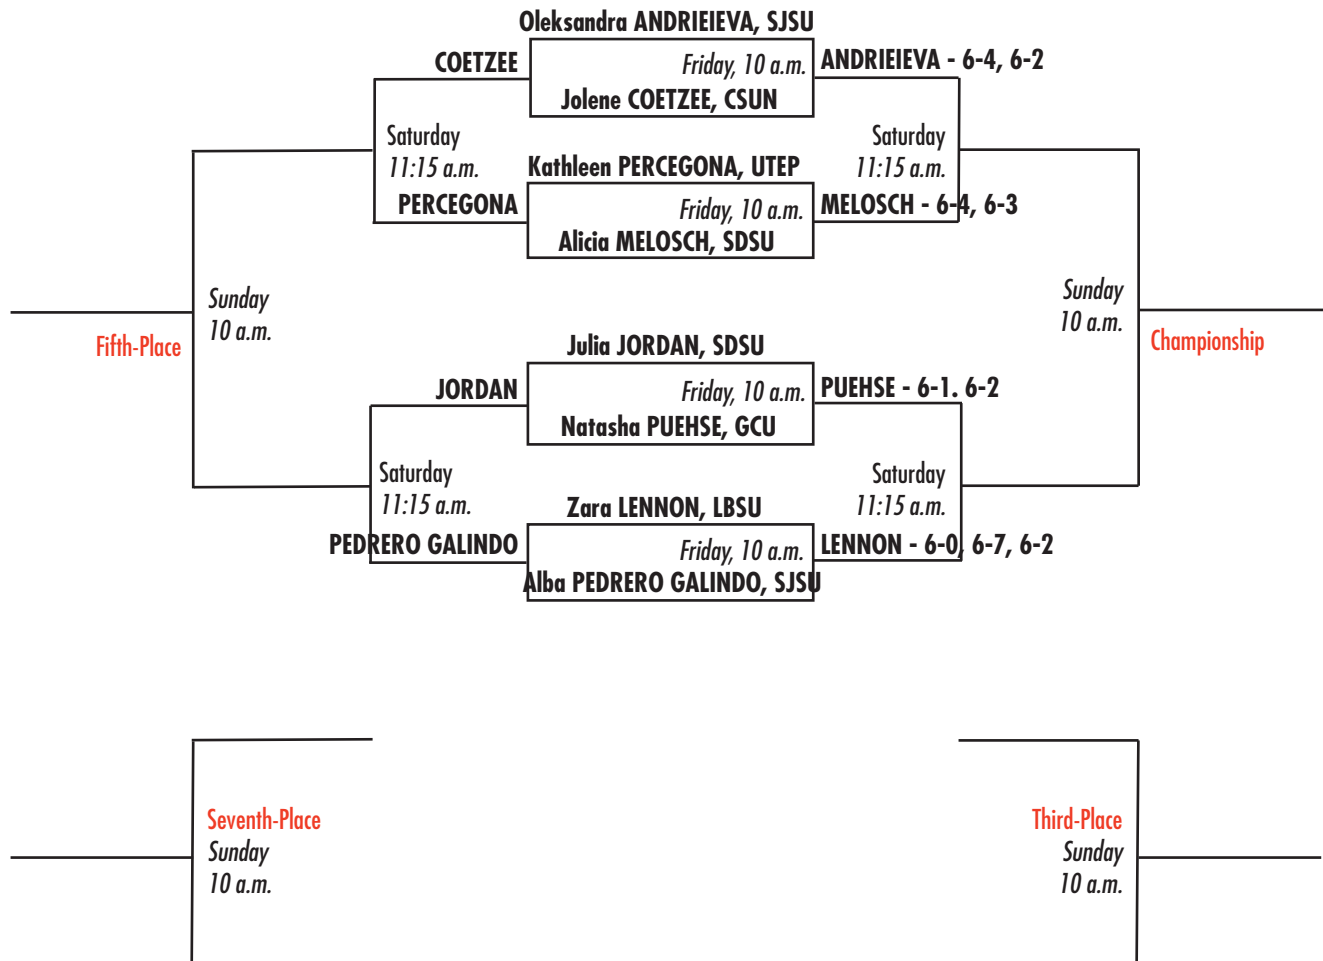 Oleksandra ANDRIEIEVA, SJSU
COETZEE
Friday, 10 a.m.
ANDRIEIEVA - 6-4, 6-2
Jolene COETZEE, CSUN
Saturday
11:15 a.m.
Saturday
11:15 a.m.
Kathleen PERCEGONA, UTEP
PERCEGONA
Friday, 10 a.m.
MELOSCH - 6-4, 6-3
Alicia MELOSCH, SDSU
Sunday
10 a.m.
Fifth-Place
Sunday
10 a.m.
Championship
Julia JORDAN, SDSU
JORDAN
Friday, 10 a.m.
PUEHSE - 6-1. 6-2
Natasha PUEHSE, GCU
Saturday
11:15 a.m.
Saturday
11:15 a.m.
Zara LENNON, LBSU
PEDRERO GALINDO
Friday, 10 a.m.
LENNON - 6-0, 6-7, 6-2
Alba PEDRERO GALINDO, SJSU
Seventh-Place
Sunday
10 a.m.
Third-Place
Sunday
10 a.m.